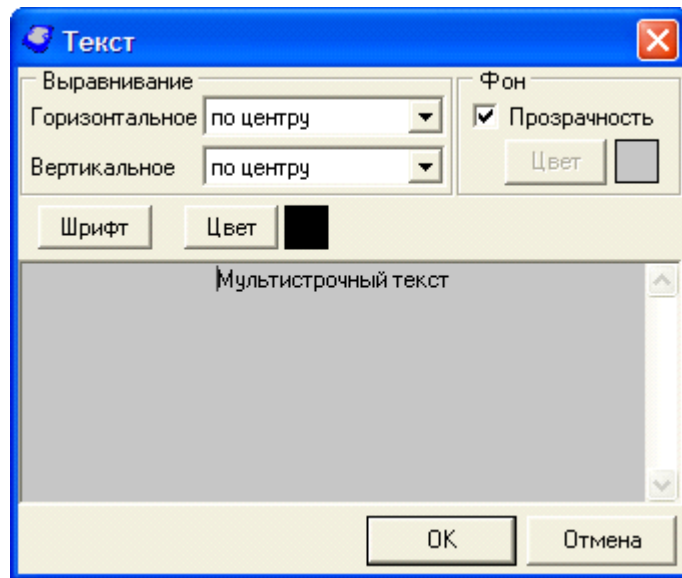 Текст
Выравнивание
Горизонтальное по центру
Вертикальное по центру
Фон
Прозрачность
Цвет
Шрифт Цвет
Мультистрочный текст
OK Отмена